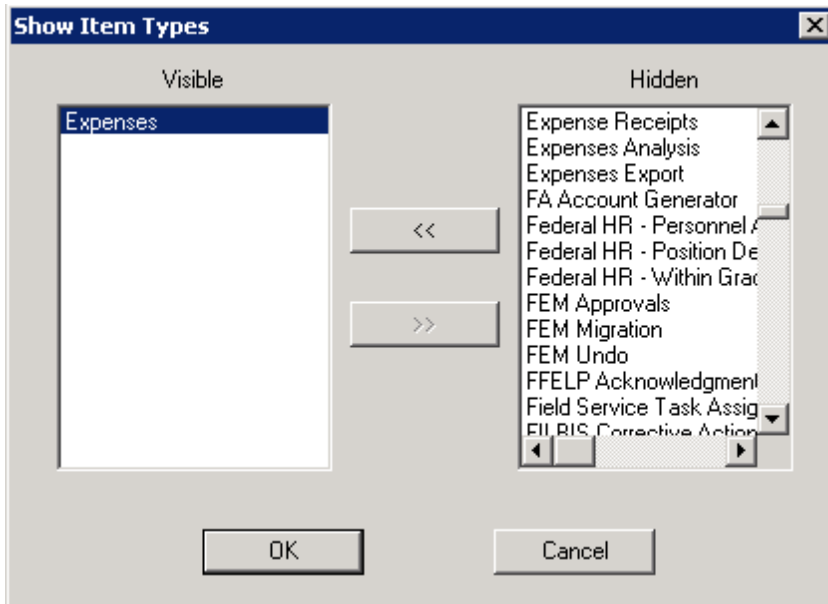 Show Item Types
Visible
Hidden
Expenses
<<
>>
Expense Receipts
Expenses Analysis
Expenses Export
FA Account Generator
Federal HR - Personnel A
Federal HR - Position De
Federal HR - Within Grad
FEM Approvals
FEM Migration
FEM Undo
FFELP Acknowledgment
Field Service Task Assig
Corrective Action
OK
Cancel